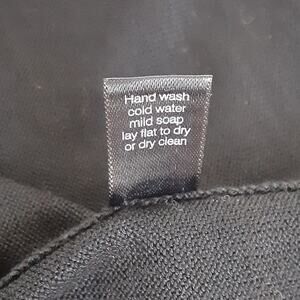 Hand wash
cold water
mild soap
lay flat to dry
or dry clean